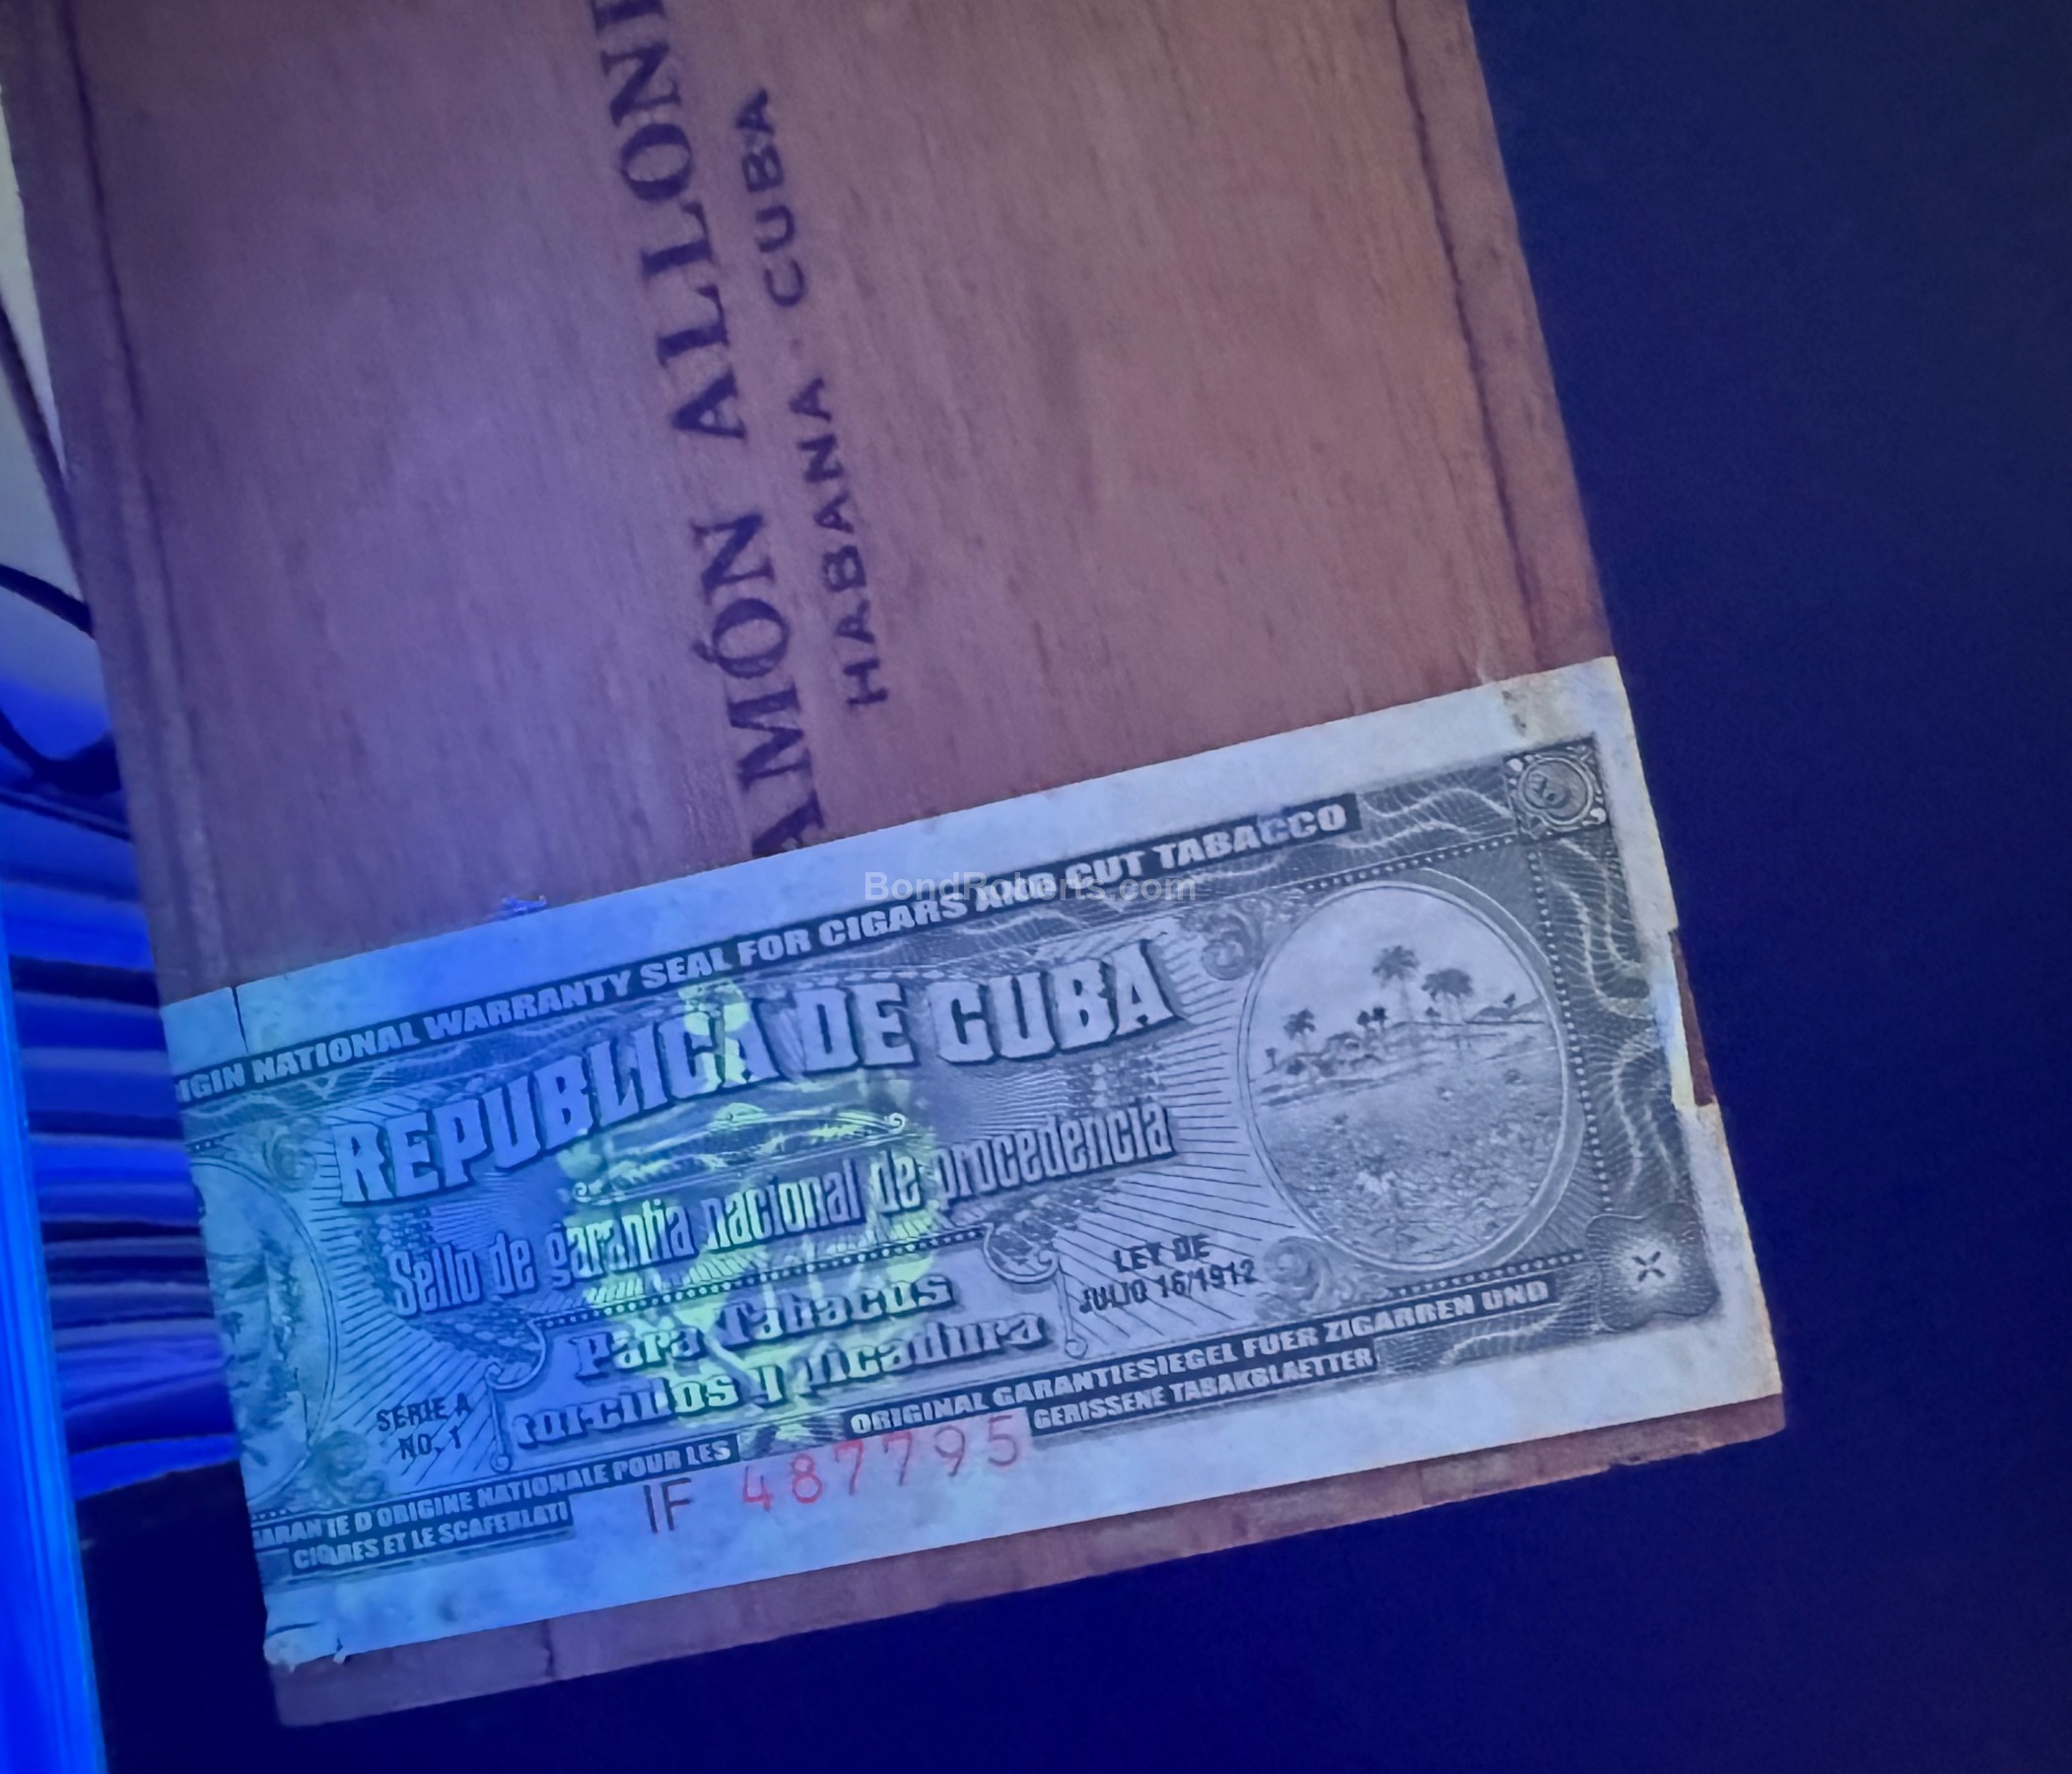 AMÓN ALLON
HABANA - CUBA
BondRoberts.com
IGIN NATIONAL WARRANTY SEAL FOR CIGARS AND CUT TABACCO
REPUBLICA DE CUBA
Sello de garantia nacional de procedencia
Para Tabacos
torcidos y picadura
LEY DE
JULIO 16/1912
SERIE A
NO. 1
GARANTE D'ORIGINE NATIONALE POUR LES
CIGARES ET LE SCAFERLATI
ORIGINAL GARANTIESIEGEL FUER ZIGARREN UND
GERISSENE TABAKBLAETTER
IF 487795